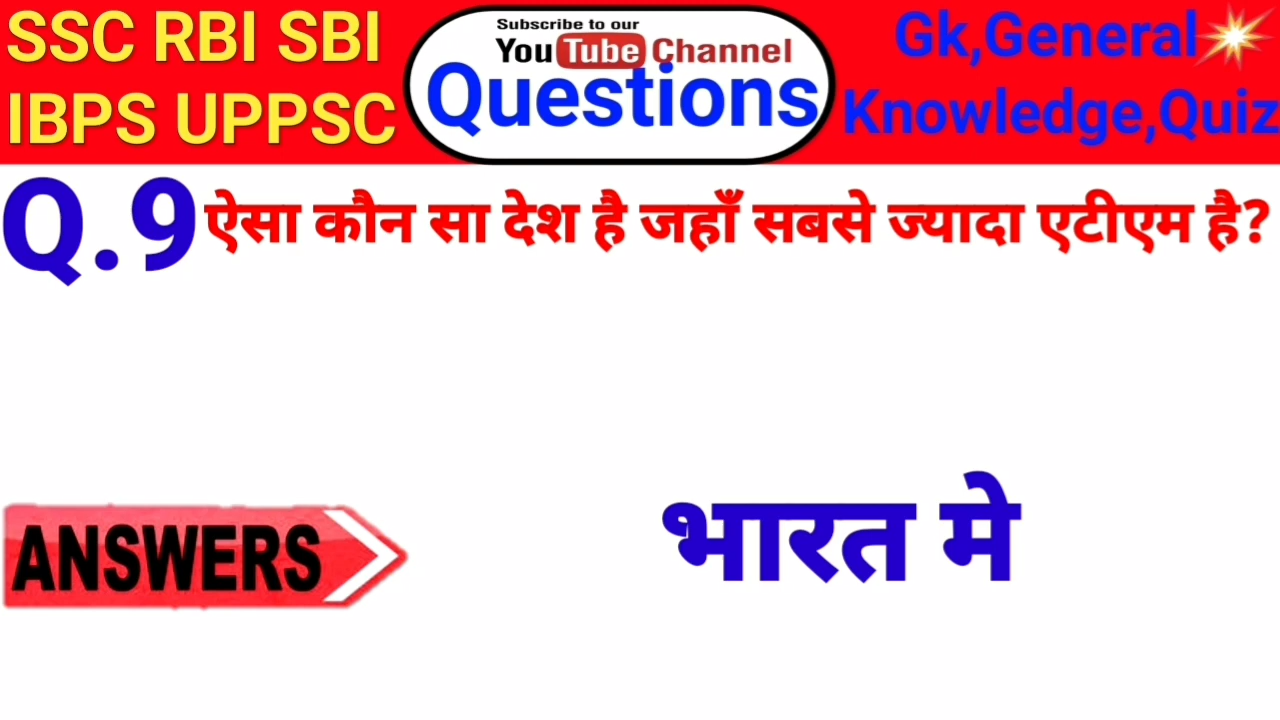 SSC RBI SBI
IBPS UPPSC
Subscribe to our
YouTube Channel
Questions
Gk,General
Knowledge,Quiz
Q.9 ऐसा कौन सा देश है जहाँ सबसे ज्यादा एटीएम है?
ANSWERS
भारत मे